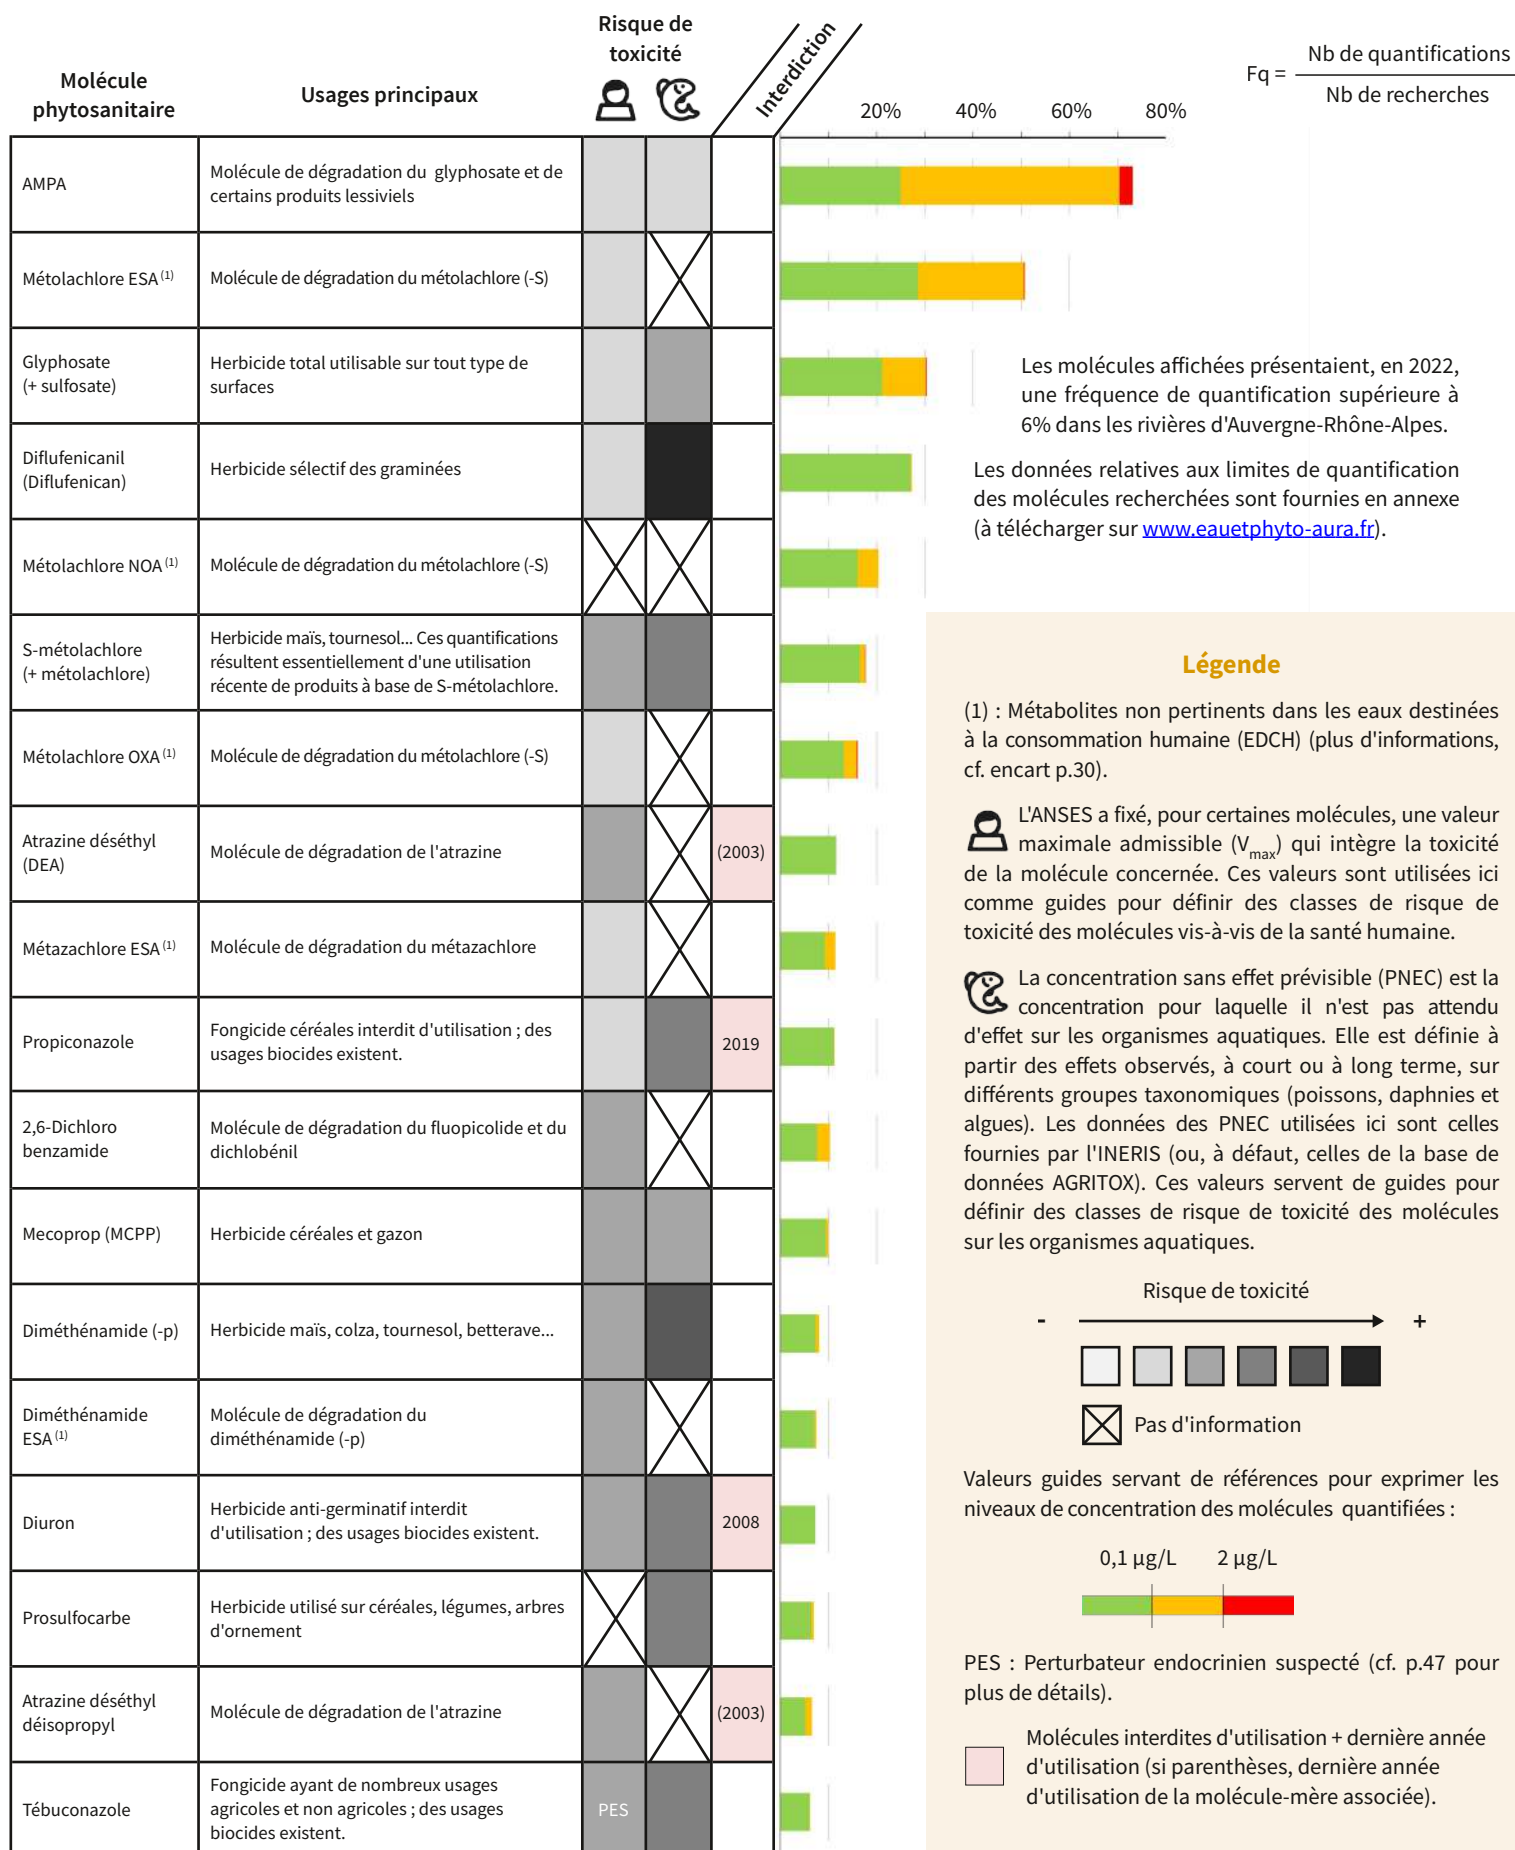 Risque de
toxicité
Interdiction
Molécule
phytosanitaire
Usages principaux
20%
40%
60%
80%
Fq =
Nb de quantifications
Nb de recherches
AMPA
Molécule de dégradation du glyphosate et de
certains produits lessiviels
Métolachlore ESA (1)
Molécule de dégradation du métolachlore (-S)
Glyphosate
(+ sulfosate)
Herbicide total utilisable sur tout type de
surfaces
Diflufenicanil
(Diflufenican)
Herbicide sélectif des graminées
Métolachlore NOA (1)
Molécule de dégradation du métolachlore (-S)
S-métolachlore
(+ métolachlore)
Herbicide maïs, tournesol... Ces quantifications
résultent essentiellement d'une utilisation
récente de produits à base de S-métolachlore.
Métolachlore OXA (1)
Molécule de dégradation du métolachlore (-S)
Atrazine déséthyl
(DEA)
Molécule de dégradation de l'atrazine
(2003)
Métazachlore ESA (1)
Molécule de dégradation du métazachlore
Propiconazole
Fongicide céréales interdit d'utilisation ; des
usages biocides existent.
2019
2,6-Dichloro
benzamide
Molécule de dégradation du fluopicolide et du
dichlobénil
Mecoprop (MCPP)
Herbicide céréales et gazon
Diméthénamide (-p)
Herbicide maïs, colza, tournesol, betterave...
Diméthénamide
ESA (1)
Molécule de dégradation du
diméthénamide (-p)
Diuron
Herbicide anti-germinatif interdit
d'utilisation ; des usages biocides existent.
2008
Prosulfocarbe
Herbicide utilisé sur céréales, légumes, arbres
d'ornement
Atrazine déséthyl
déisopropyl
Molécule de dégradation de l'atrazine
(2003)
Tébuconazole
Fongicide ayant de nombreux usages
agricoles et non agricoles ; des usages
biocides existent.
PES
Les molécules affichées présentaient, en 2022,
une fréquence de quantification supérieure à
6% dans les rivières d'Auvergne-Rhône-Alpes.
Les données relatives aux limites de quantification
des molécules recherchées sont fournies en annexe
(à télécharger sur www.eauetphyto-aura.fr).
Légende
(1) : Métabolites non pertinents dans les eaux destinées
à la consommation humaine (EDCH) (plus d'informations,
cf. encart p.30).
L'ANSES a fixé, pour certaines molécules, une valeur
maximale admissible (Vmax) qui intègre la toxicité
de la molécule concernée. Ces valeurs sont utilisées ici
comme guides pour définir des classes de risque de
toxicité des molécules vis-à-vis de la santé humaine.
La concentration sans effet prévisible (PNEC) est la
concentration pour laquelle il n'est pas attendu
d'effet sur les organismes aquatiques. Elle est définie à
partir des effets observés, à court ou à long terme, sur
différents groupes taxonomiques (poissons, daphnies et
algues). Les données des PNEC utilisées ici sont celles
fournies par l'INERIS (ou, à défaut, celles de la base de
données AGRITOX). Ces valeurs servent de guides pour
définir des classes de risque de toxicité des molécules
sur les organismes aquatiques.
Risque de toxicité
- +
Pas d'information
Valeurs guides servant de références pour exprimer les
niveaux de concentration des molécules quantifiées :
0,1 µg/L 2 µg/L
PES : Perturbateur endocrinien suspecté (cf. p.47 pour
plus de détails).
Molécules interdites d'utilisation + dernière année
d'utilisation (si parenthèses, dernière année
d'utilisation de la molécule-mère associée).